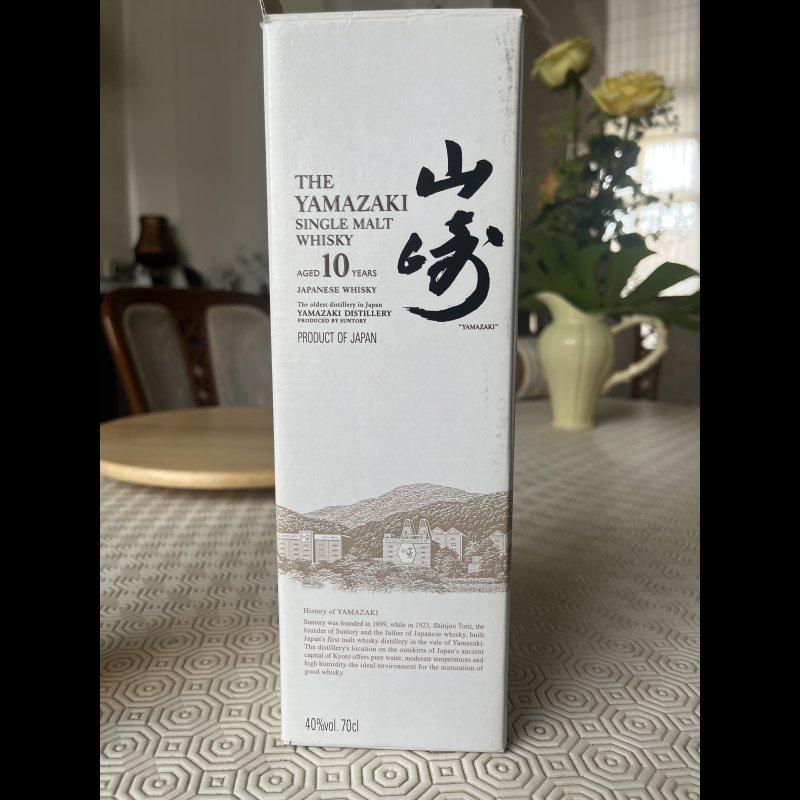 THE
YAMAZAKI
SINGLE MALT
WHISKY
AGED 10 YEARS
JAPANESE WHISKY
The oldest distillery in Japan
YAMAZAKI DISTILLERY
PRODUCED BY SUNTORY
PRODUCT OF JAPAN
山崎
"YAMAZAKI"
山崎
History of YAMAZAKI
Suntory was founded in 1899, while in 1923, Shinjiro Torii, the
founder of Suntory and the father of Japanese whisky, built
Japan's first malt whisky distillery in the vale of Yamazaki.
The distillery's location on the outskirts of Japan's ancient
capital of Kyoto offers pure water, moderate temperatures and
high humidity-the ideal environment for the maturation of
good whisky.
40%vol. 70cl